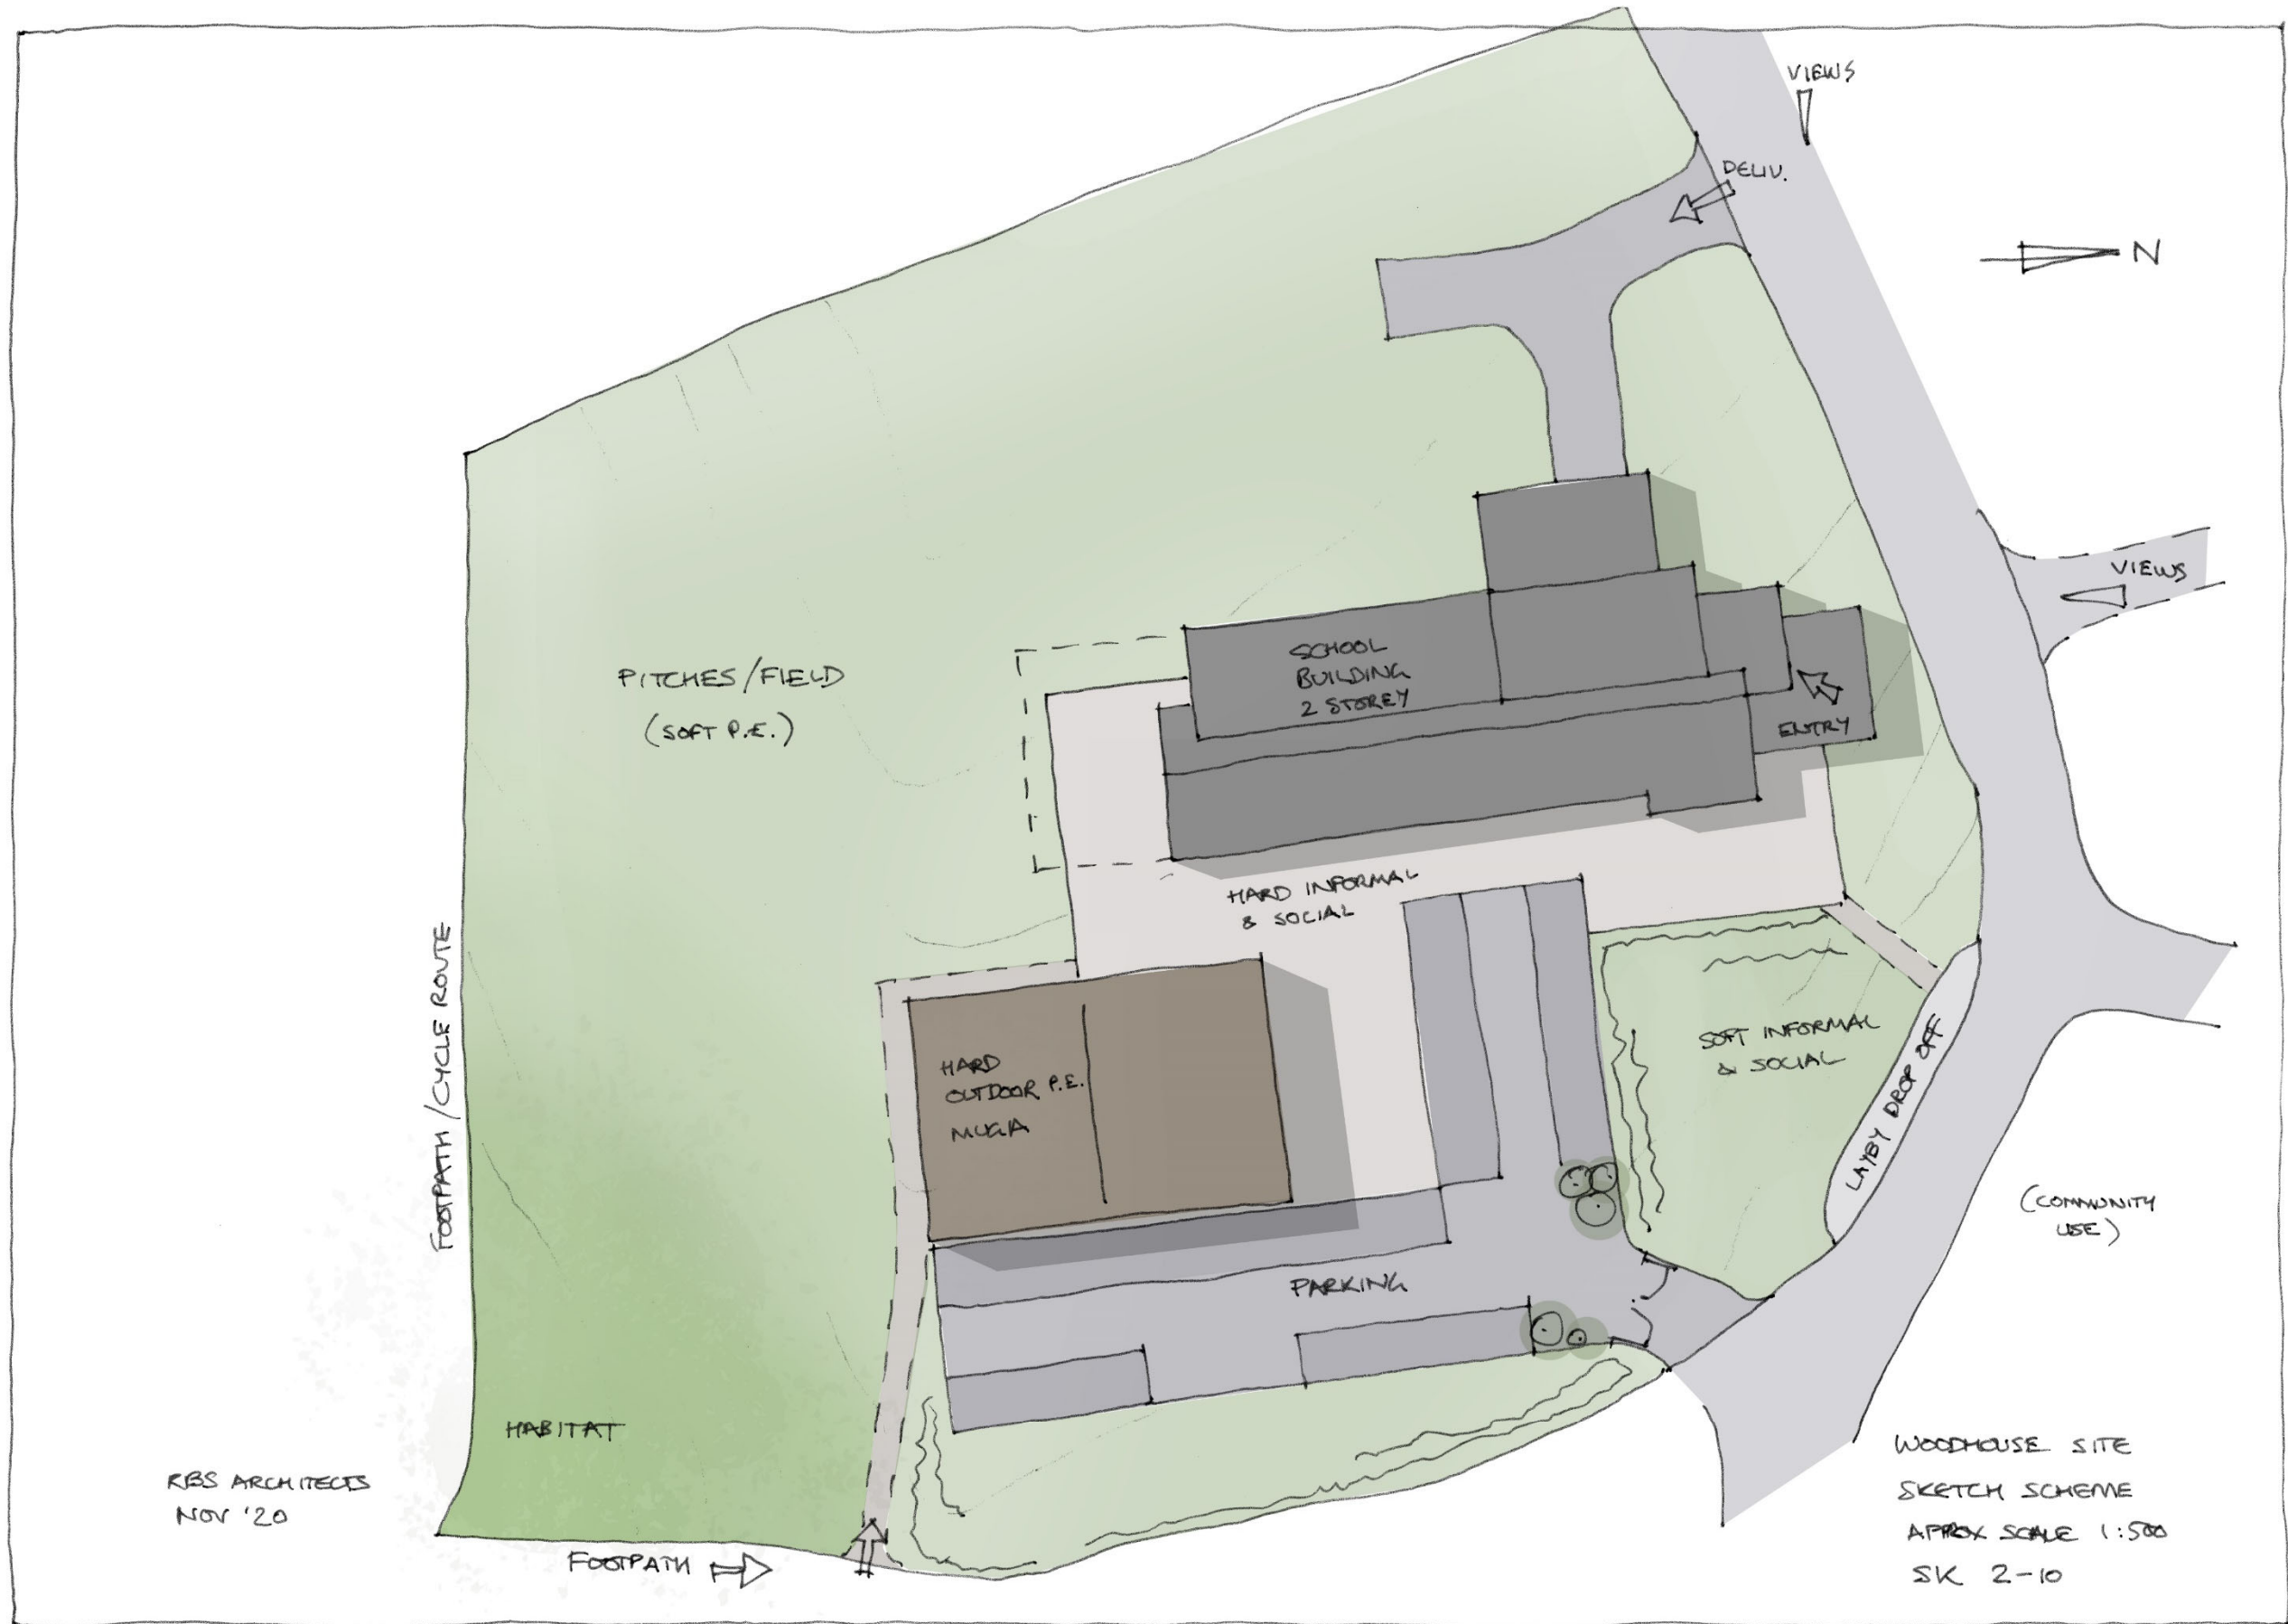 VIEWS
DELIV.
N
VIEWS
SCHOOL
BUILDING
2 STOREY
PITCHES/FIELD
(SOFT P.E.)
ENTRY
HARD INFORMAL
& SOCIAL
FOOTPATH/CYCLE ROUTE
SOFT INFORMAL
& SOCIAL
LAYBY DROP OFF
HARD
OUTDOOR P.E.
MUGA
(COMMUNITY
USE)
PARKING
HABITAT
RBS ARCHITECTS
NOV '20
FOOTPATH
WOODHOUSE SITE
SKETCH SCHEME
APPROX SCALE 1:500
SK 2-10